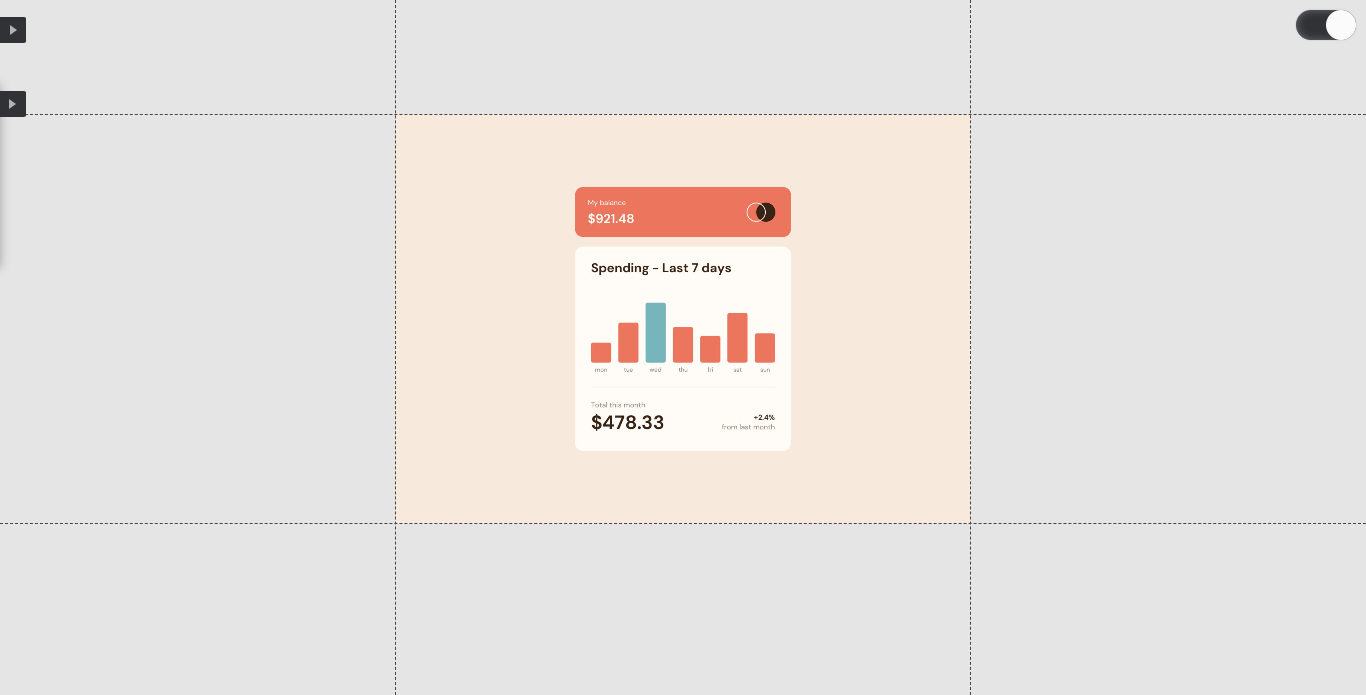 My balance
$921.48
Spending - Last 7 days
mon tue wed thu fri sat sun
Total this month
$478.33
+2.4%
from last month